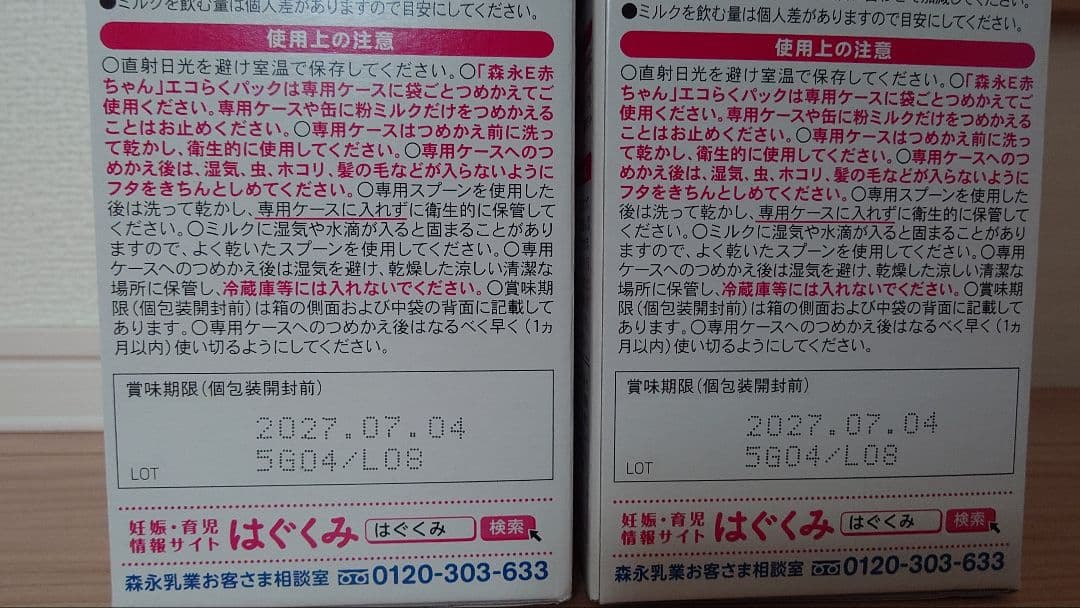 ●ミルクを飲む量は個人差がありますので目安にしてください。
使用上の注意
〇直射日光を避け室温で保存してください。〇「森永E赤
ちゃん」エコらくパックは専用ケースに袋ごとつめかえてご
使用ください。専用ケースや缶に粉ミルクだけをつめかえる
ことはお止めください。〇専用ケースはつめかえ前に洗っ
て乾かし、衛生的に使用してください。〇専用ケースへのつ
めかえ後は、湿気、虫、ホコリ、髪の毛などが入らないように
フタをきちんとしめてください。〇専用スプーンを使用した
後は洗って乾かし、専用ケースに入れずに衛生的に保管して
ください。〇ミルクに湿気や水滴が入ると固まることがあり
ますので、よく乾いたスプーンを使用してください。〇専用
ケースへのつめかえ後は湿気を避け、乾燥した涼しい清潔な
場所に保管し、冷蔵庫等には入れないでください。〇賞味期
限(個包装開封前)は箱の側面および中袋の背面に記載して
あります。〇専用ケースへのつめかえ後はなるべく早く(1ヵ
月以内)使い切るようにしてください。
賞味期限(個包装開封前)
2027.07.04
LOT 5G04/L08
妊娠・育児
情報サイト はぐくみ はぐくみ 検索
森永乳業お客さま相談室 0120-303-633
●ミルクを飲む量は個人差がありますので目安にしてください。
使用上の注意
〇直射日光を避け室温で保存してください。〇「森永E赤
ちゃん」エコらくパックは専用ケースに袋ごとつめかえてご
使用ください。専用ケースや缶に粉ミルクだけをつめかえる
ことはお止めください。〇専用ケースはつめかえ前に洗っ
て乾かし、衛生的に使用してください。〇専用ケースへのつ
めかえ後は、湿気、虫、ホコリ、髪の毛などが入らないように
フタをきちんとしめてください。〇専用スプーンを使用した
後は洗って乾かし、専用ケースに入れずに衛生的に保管して
ください。〇ミルクに湿気や水滴が入ると固まることがあり
ますので、よく乾いたスプーンを使用してください。〇専用
ケースへのつめかえ後は湿気を避け、乾燥した涼しい清潔な
場所に保管し、冷蔵庫等には入れないでください。〇賞味期
限(個包装開封前)は箱の側面および中袋の背面に記載して
あります。〇専用ケースへのつめかえ後はなるべく早く(1ヵ
月以内)使い切るようにしてください。
賞味期限(個包装開封前)
2027.07.04
LOT 5G04/L08
妊娠・育児
情報サイト はぐくみ はぐくみ 検索
森永乳業お客さま相談室 0120-303-633